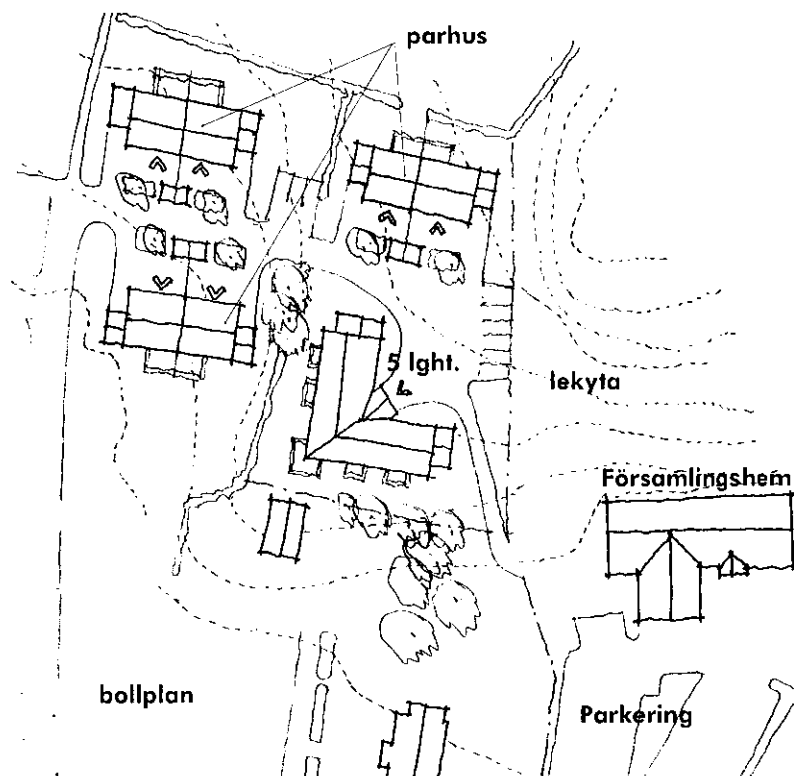 parhus
5 lght.
lekyta
Församlingshem
bollplan
Parkering